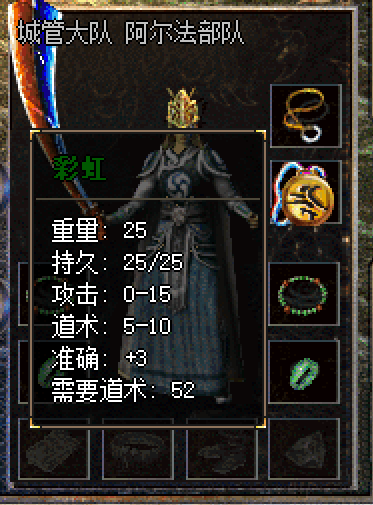 城管大队 阿尔法部队
彩虹
重量: 25
持久: 25/25
攻击: 0-15
道术: 5-10
准确: +3
需要道术: 52